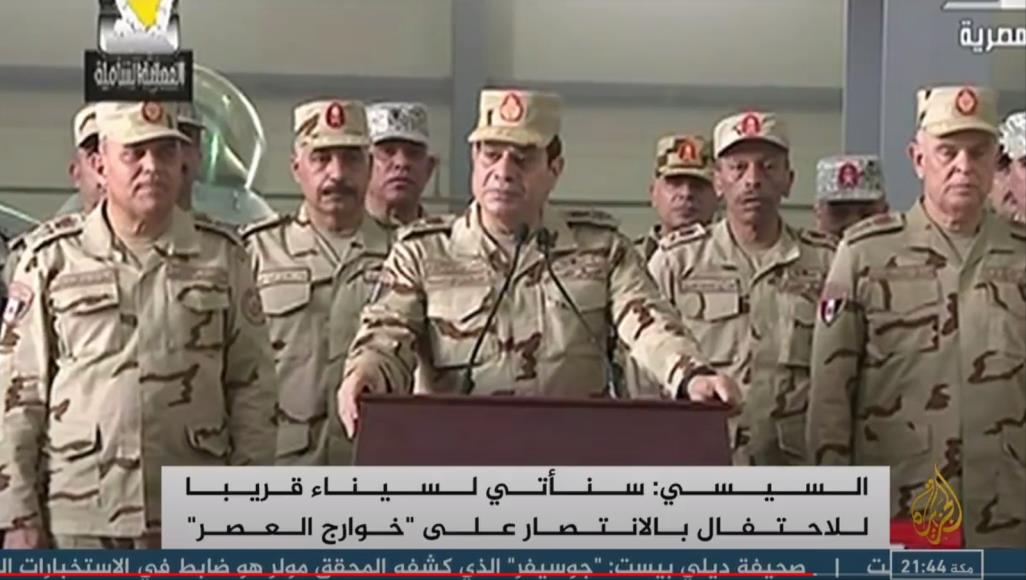 المصرية
السيسي: سنأتي لسيناء قريبا
للاحتفال بالانتصار على "خوارج العصر"
مكة 21:44
صحيفة ديلي بيست: "جوسيفر" الذي كشفه المحقق مولر هو ضابط في الاستخبارات